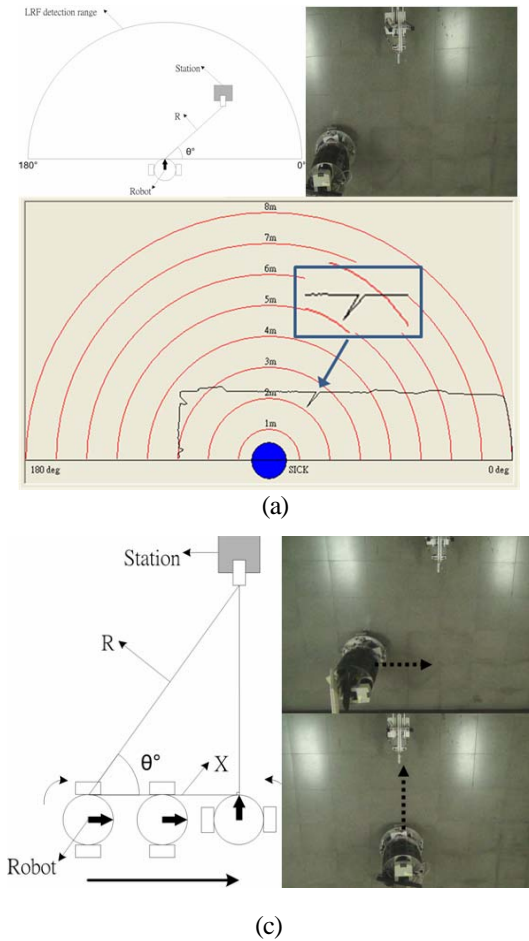 LRF detection range
Station
R
θ°
180°
0°
Robot
8m
7m
6m
5m
4m
3m
2m
1m
180 deg
SICK
0 deg
(a)
Station
R
θ°
X
Robot
(c)